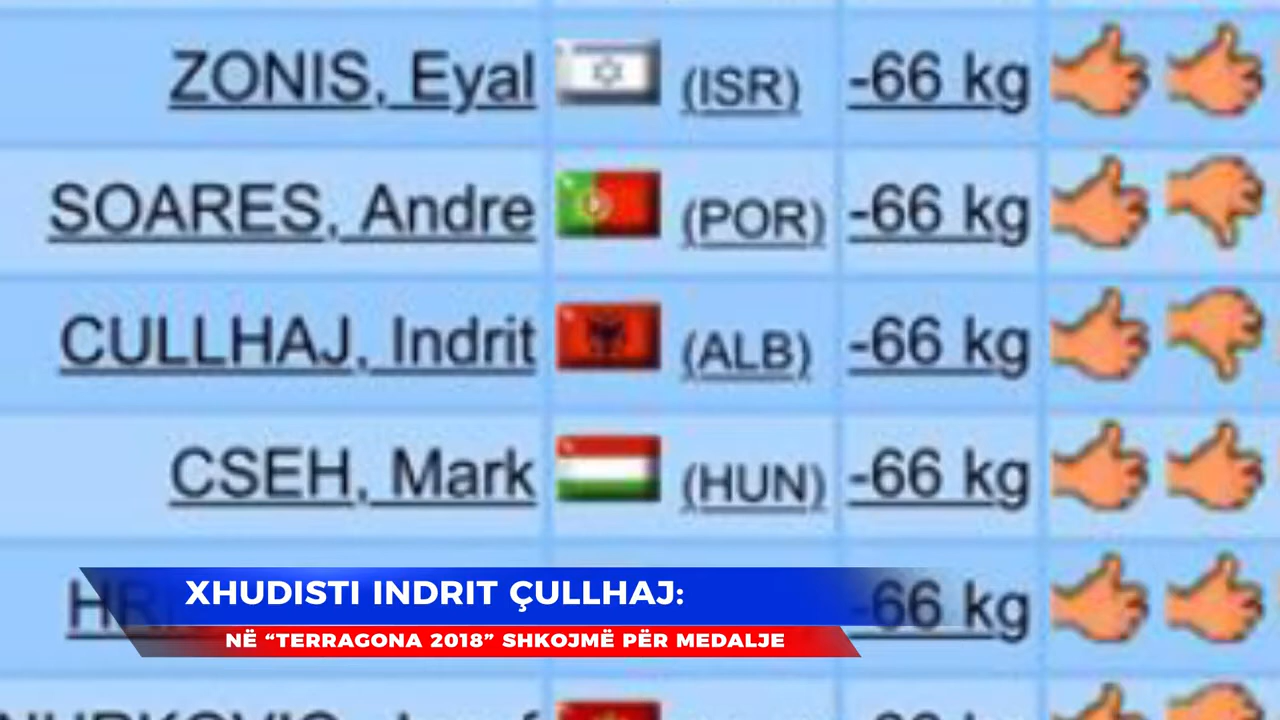 ZONIS, Eyal (ISR) -66 kg
SOARES, Andre (POR) -66 kg
CULLHAJ, Indrit (ALB) -66 kg
CSEH, Mark (HUN) -66 kg
-66 kg
XHUDISTI INDRIT ÇULLHAJ:
NË “TERRAGONA 2018” SHKOJMË PËR MEDALJE